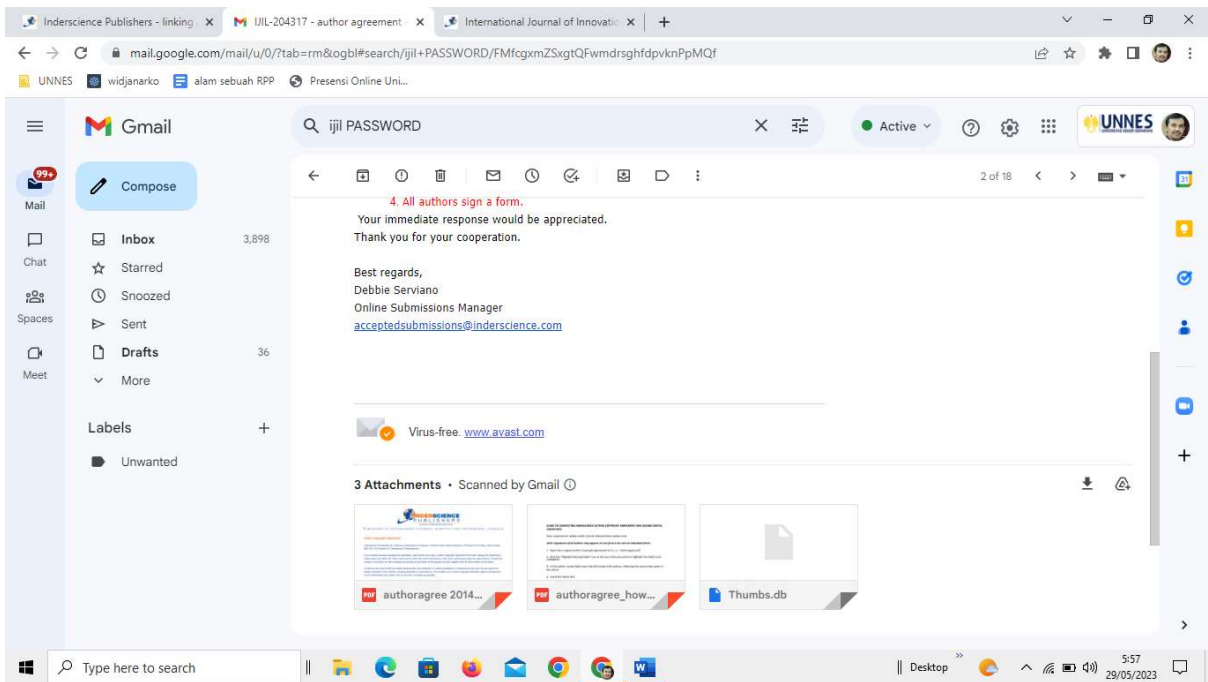 Inderscience Publishers - linking
IJIL-204317 - author agreement -
International Journal of Innovatio
mail.google.com/mail/u/0/?tab=rm&ogbl#search/ijil+PASSWORD/FMfcgxmZSxgtQFwmdrsghfdpvknPpMQf
UNNES
widjanarko
alam sebuah RPP
Presensi Online Uni...
Gmail
ijil PASSWORD
Active
UNNES
99+
Mail
Chat
Spaces
Meet
Compose
Inbox 3,898
Starred
Snoozed
Sent
Drafts 36
More
Labels
Unwanted
2 of 18
31
4. All authors sign a form.
Your immediate response would be appreciated.
Thank you for your cooperation.
Best regards,
Debbie Serviano
Online Submissions Manager
acceptedsubmissions@inderscience.com
Virus-free. www.avast.com
3 Attachments • Scanned by Gmail
INDERSCIENCE
PUBLISHERS
PDF authoragree 2014...
PDF authoragree_how...
Thumbs.db
Type here to search
Desktop
5:57
29/05/2023